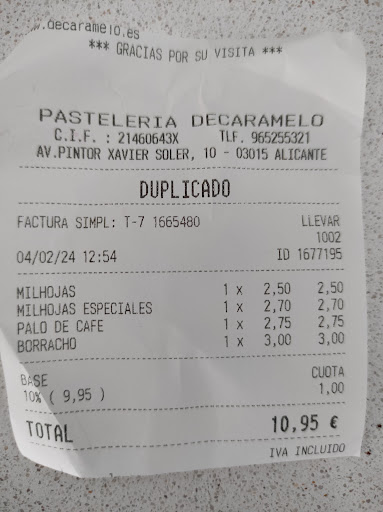 .decaramelo.es
*** GRACIAS POR SU VISITA ***
PASTELERIA DECARAMELO
C.I.F. : 21460643X TLF. 965255321
AV.PINTOR XAVIER SOLER, 10 - 03015 ALICANTE
DUPLICADO
FACTURA SIMPL: T-7 1665480 LLEVAR
1002
04/02/24 12:54 ID 1677195
MILHOJAS 1 x 2,50 2,50
MILHOJAS ESPECIALES 1 x 2,70 2,70
PALO DE CAFE 1 x 2,75 2,75
BORRACHO 1 x 3,00 3,00
BASE CUOTA
10% ( 9,95 ) 1,00
TOTAL 10,95 €
IVA INCLUIDO